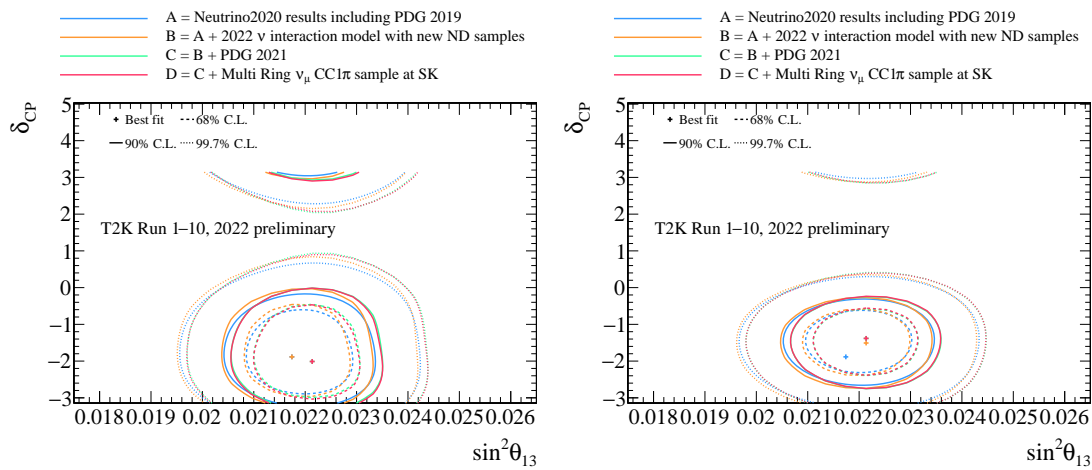 A = Neutrino2020 results including PDG 2019
B = A + 2022 ν interaction model with new ND samples
C = B + PDG 2021
D = C + Multi Ring νμ CC1π sample at SK
δCP
5
4
3
2
1
0
−1
−2
−3
Best fit 68% C.L.
90% C.L. 99.7% C.L.
T2K Run 1–10, 2022 preliminary
0.018 0.019 0.02 0.021 0.022 0.023 0.024 0.025 0.026
sin²θ13
A = Neutrino2020 results including PDG 2019
B = A + 2022 ν interaction model with new ND samples
C = B + PDG 2021
D = C + Multi Ring νμ CC1π sample at SK
δCP
5
4
3
2
1
0
−1
−2
−3
Best fit 68% C.L.
90% C.L. 99.7% C.L.
T2K Run 1–10, 2022 preliminary
0.018 0.019 0.02 0.021 0.022 0.023 0.024 0.025 0.026
sin²θ13